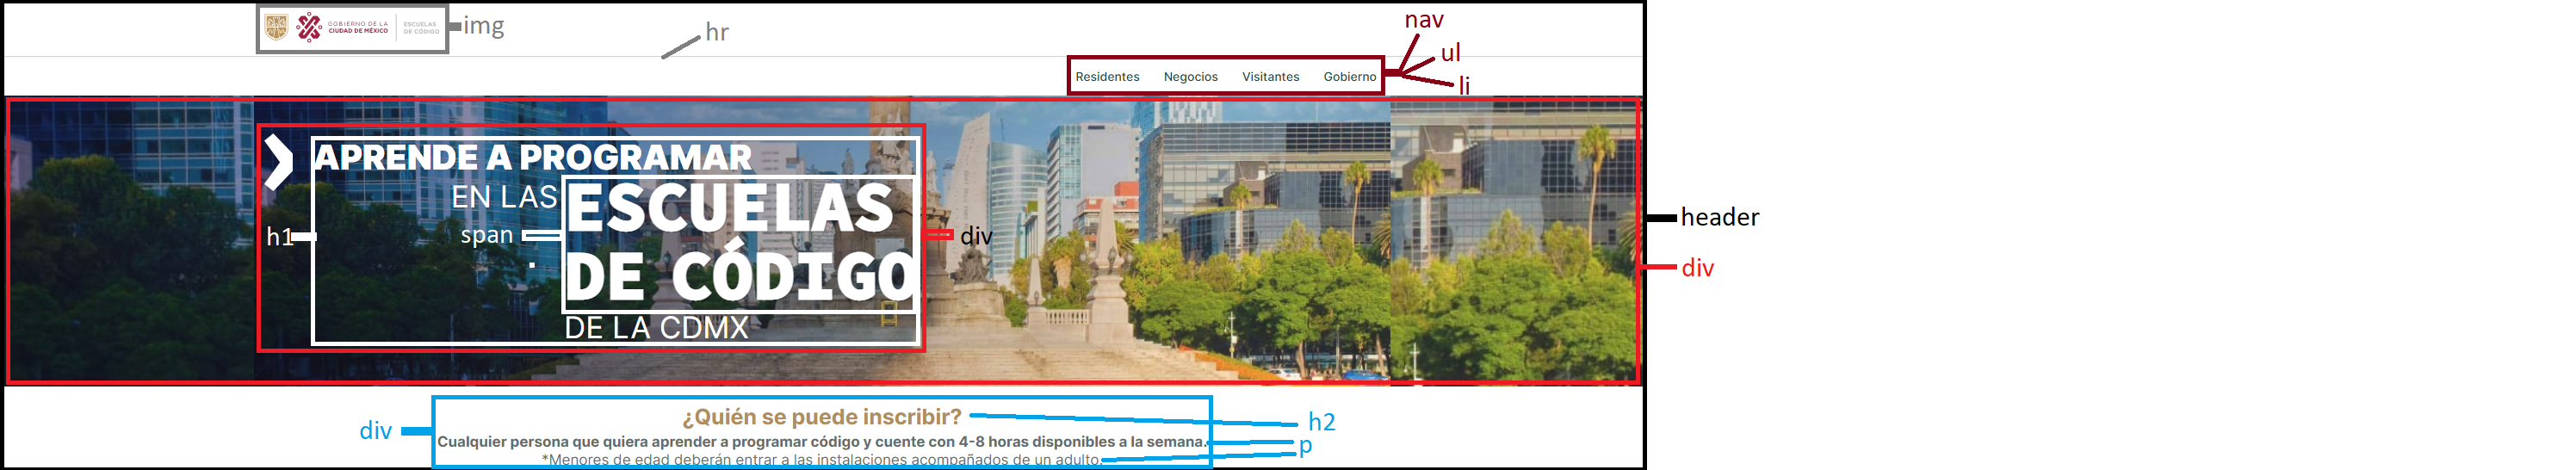 GOBIERNO DE LA
CIUDAD DE MÉXICO
ESCUELAS
DE CÓDIGO
img
hr
nav
ul
li
Residentes Negocios Visitantes Gobierno
APRENDE A PROGRAMAR
EN LAS ESCUELAS
DE CÓDIGO
DE LA CDMX
h1
span
div
header
div
¿Quién se puede inscribir?
Cualquier persona que quiera aprender a programar código y cuente con 4-8 horas disponibles a la semana.
*Menores de edad deberán entrar a las instalaciones acompañados de un adulto.
div
h2
p